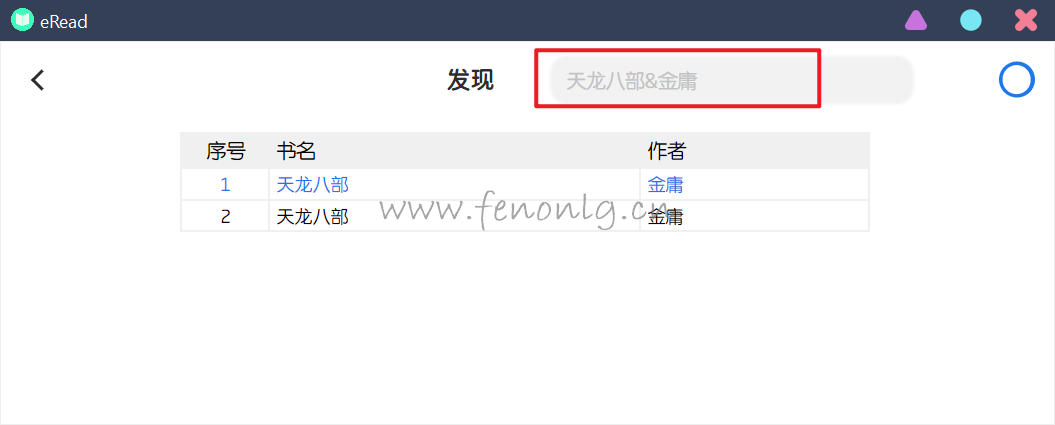 eRead
发现 天龙八部&金庸
序号 书名 作者
1 天龙八部 金庸
2 天龙八部 金庸
www.fenonlg.cn